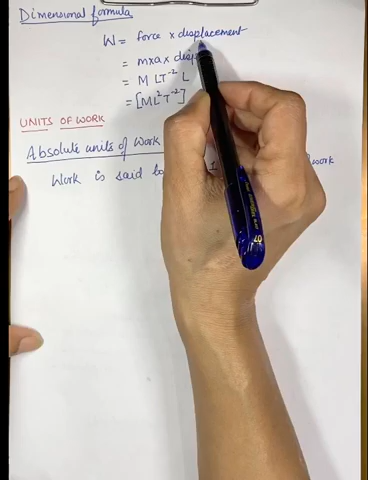 Dimensional formula
W = force × displacement
= m×a×
= M LT⁻² L
= [ML²T⁻²]
UNITS OF WORK
Absolute units of Work
Work is said work